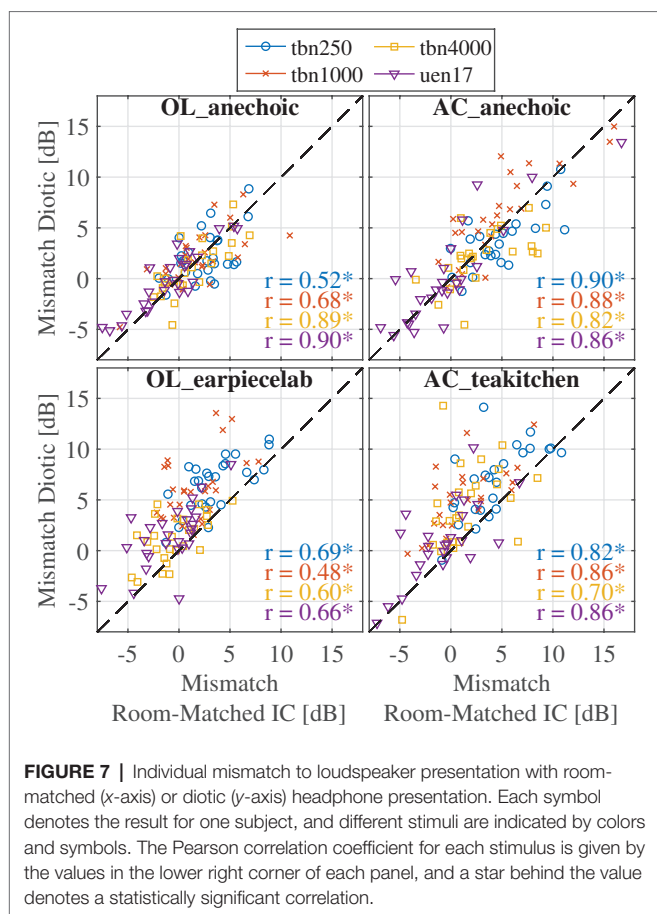 tbn250 tbn4000
tbn1000 uen17
OL_anechoic AC_anechoic
Mismatch Diotic [dB]
15
10
5
0
-5
r = 0.52* r = 0.90*
r = 0.68* r = 0.88*
r = 0.89* r = 0.82*
r = 0.90* r = 0.86*
OL_earpiecelab AC_teakitchen
Mismatch Diotic [dB]
15
10
5
0
-5
r = 0.69* r = 0.82*
r = 0.48* r = 0.86*
r = 0.60* r = 0.70*
r = 0.66* r = 0.86*
-5 0 5 10 15 -5 0 5 10 15
Mismatch Mismatch
Room-Matched IC [dB] Room-Matched IC [dB]
FIGURE 7 | Individual mismatch to loudspeaker presentation with room-
matched (x-axis) or diotic (y-axis) headphone presentation. Each symbol
denotes the result for one subject, and different stimuli are indicated by colors
and symbols. The Pearson correlation coefficient for each stimulus is given by
the values in the lower right corner of each panel, and a star behind the value
denotes a statistically significant correlation.